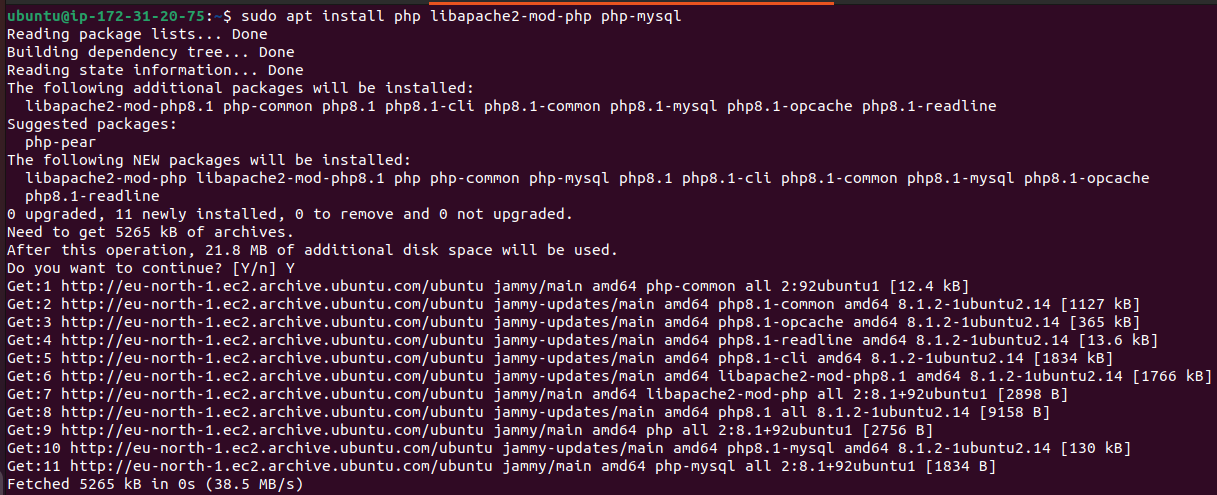 ubuntu@ip-172-31-20-75:~$ sudo apt install php libapache2-mod-php php-mysql
Reading package lists... Done
Building dependency tree... Done
Reading state information... Done
The following additional packages will be installed:
  libapache2-mod-php8.1 php-common php8.1 php8.1-cli php8.1-common php8.1-mysql php8.1-opcache php8.1-readline
Suggested packages:
  php-pear
The following NEW packages will be installed:
  libapache2-mod-php libapache2-mod-php8.1 php php-common php-mysql php8.1 php8.1-cli php8.1-common php8.1-mysql php8.1-opcache
  php8.1-readline
0 upgraded, 11 newly installed, 0 to remove and 0 not upgraded.
Need to get 5265 kB of archives.
After this operation, 21.8 MB of additional disk space will be used.
Do you want to continue? [Y/n] Y
Get:1 http://eu-north-1.ec2.archive.ubuntu.com/ubuntu jammy/main amd64 php-common all 2:92ubuntu1 [12.4 kB]
Get:2 http://eu-north-1.ec2.archive.ubuntu.com/ubuntu jammy-updates/main amd64 php8.1-common amd64 8.1.2-1ubuntu2.14 [1127 kB]
Get:3 http://eu-north-1.ec2.archive.ubuntu.com/ubuntu jammy-updates/main amd64 php8.1-opcache amd64 8.1.2-1ubuntu2.14 [365 kB]
Get:4 http://eu-north-1.ec2.archive.ubuntu.com/ubuntu jammy-updates/main amd64 php8.1-readline amd64 8.1.2-1ubuntu2.14 [13.6 kB]
Get:5 http://eu-north-1.ec2.archive.ubuntu.com/ubuntu jammy-updates/main amd64 php8.1-cli amd64 8.1.2-1ubuntu2.14 [1834 kB]
Get:6 http://eu-north-1.ec2.archive.ubuntu.com/ubuntu jammy-updates/main amd64 libapache2-mod-php8.1 amd64 8.1.2-1ubuntu2.14 [1766 kB]
Get:7 http://eu-north-1.ec2.archive.ubuntu.com/ubuntu jammy/main amd64 libapache2-mod-php all 2:8.1+92ubuntu1 [2898 B]
Get:8 http://eu-north-1.ec2.archive.ubuntu.com/ubuntu jammy-updates/main amd64 php8.1 all 8.1.2-1ubuntu2.14 [9158 B]
Get:9 http://eu-north-1.ec2.archive.ubuntu.com/ubuntu jammy/main amd64 php all 2:8.1+92ubuntu1 [2756 B]
Get:10 http://eu-north-1.ec2.archive.ubuntu.com/ubuntu jammy-updates/main amd64 php8.1-mysql amd64 8.1.2-1ubuntu2.14 [130 kB]
Get:11 http://eu-north-1.ec2.archive.ubuntu.com/ubuntu jammy/main amd64 php-mysql all 2:8.1+92ubuntu1 [1834 B]
Fetched 5265 kB in 0s (38.5 MB/s)